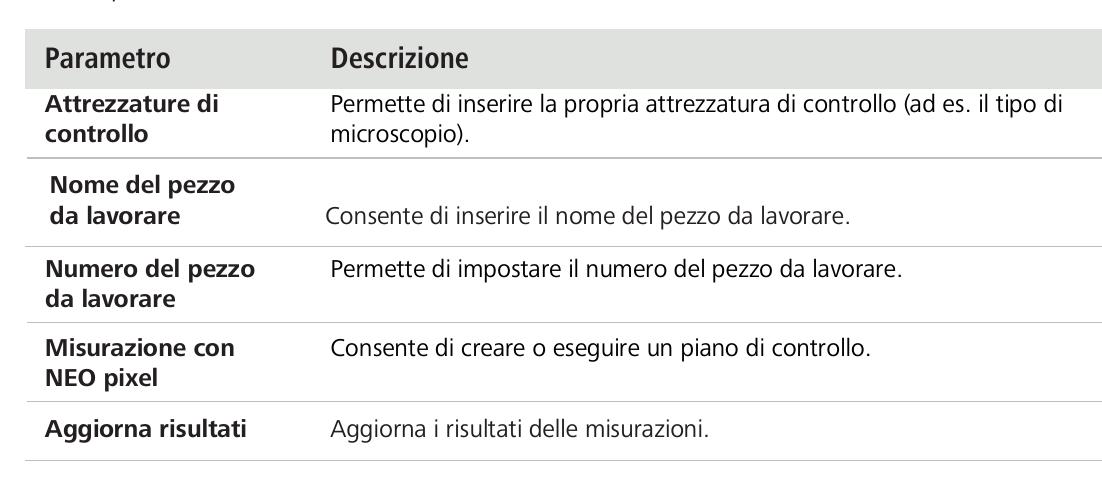 Parametro Descrizione
Attrezzature di Permette di inserire la propria attrezzatura di controllo (ad es. il tipo di
controllo microscopio).
Nome del pezzo
da lavorare Consente di inserire il nome del pezzo da lavorare.
Numero del pezzo Permette di impostare il numero del pezzo da lavorare.
da lavorare
Misurazione con Consente di creare o eseguire un piano di controllo.
NEO pixel
Aggiorna risultati Aggiorna i risultati delle misurazioni.